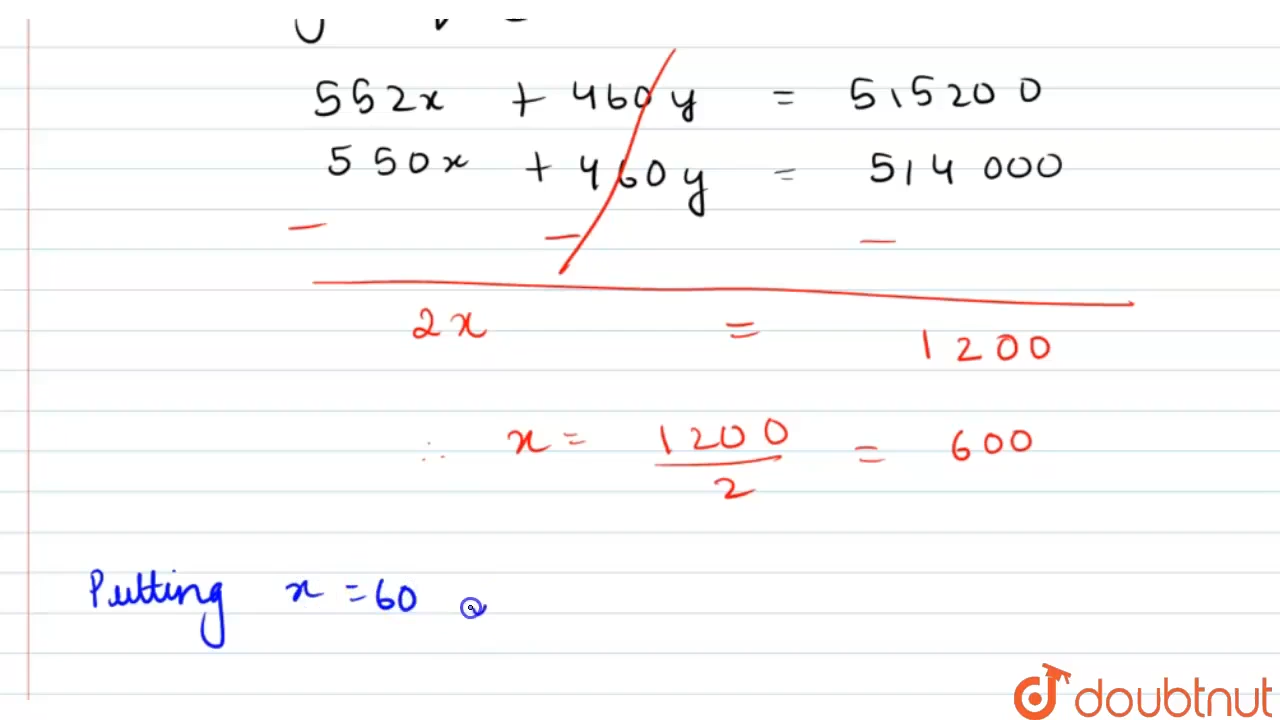 552x + 460y = 515200
550x + 460y = 514000
- - -
2x = 1200
∴ x = 1200/2 = 600
Putting x = 60
doubtnut